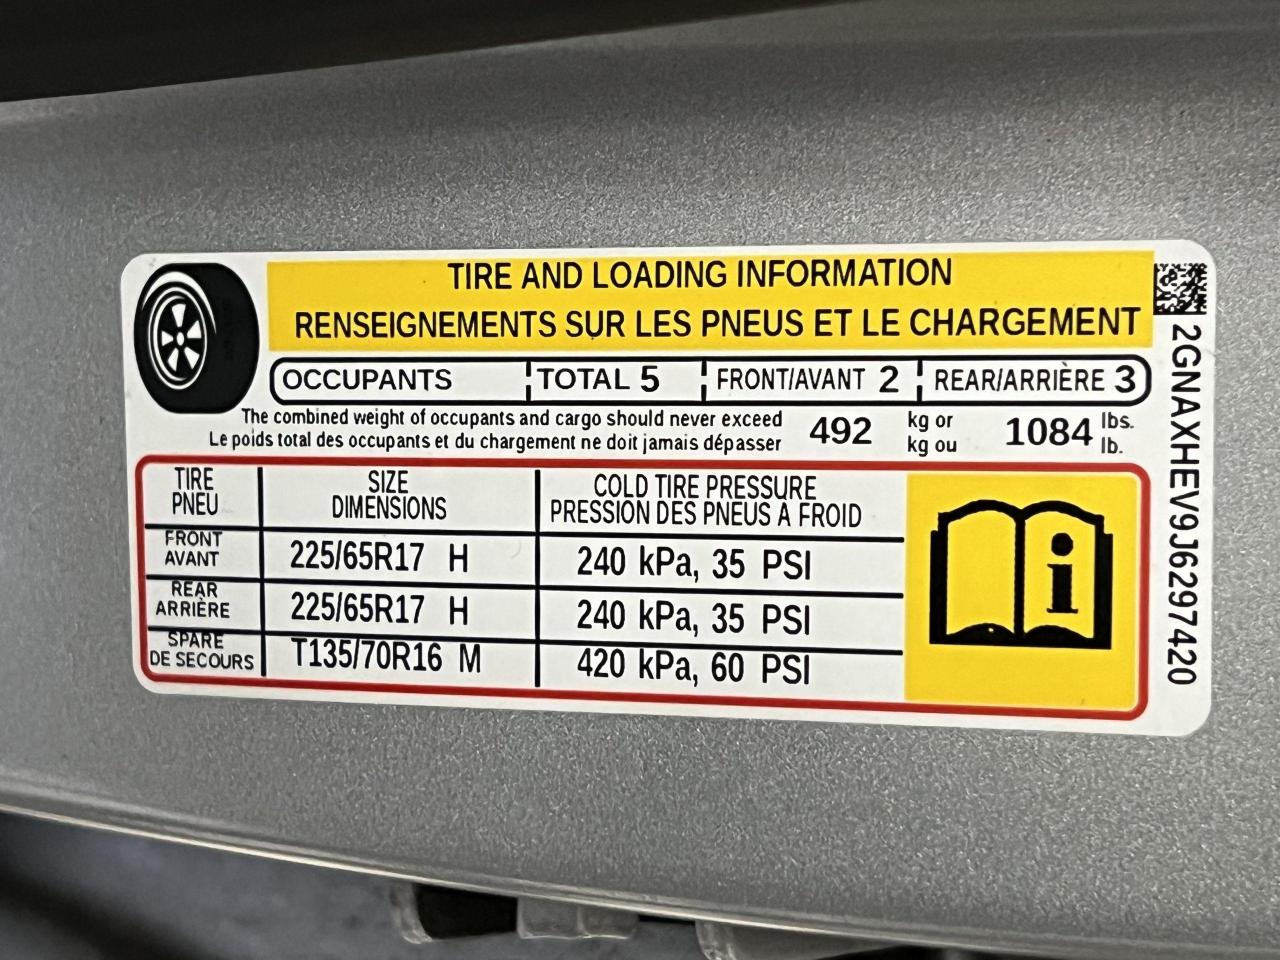 TIRE AND LOADING INFORMATION
RENSEIGNEMENTS SUR LES PNEUS ET LE CHARGEMENT
OCCUPANTS TOTAL 5 FRONT/AVANT 2 REAR/ARRIÈRE 3
The combined weight of occupants and cargo should never exceed 492 kg or 1084 lbs.
Le poids total des occupants et du chargement ne doit jamais dépasser kg ou lb.
TIRE SIZE COLD TIRE PRESSURE
PNEU DIMENSIONS PRESSION DES PNEUS A FROID
FRONT
AVANT 225/65R17 H 240 kPa, 35 PSI
REAR
ARRIÈRE 225/65R17 H 240 kPa, 35 PSI
SPARE
DE SECOURS T135/70R16 M 420 kPa, 60 PSI
i
2GNAXHEV9J6297420